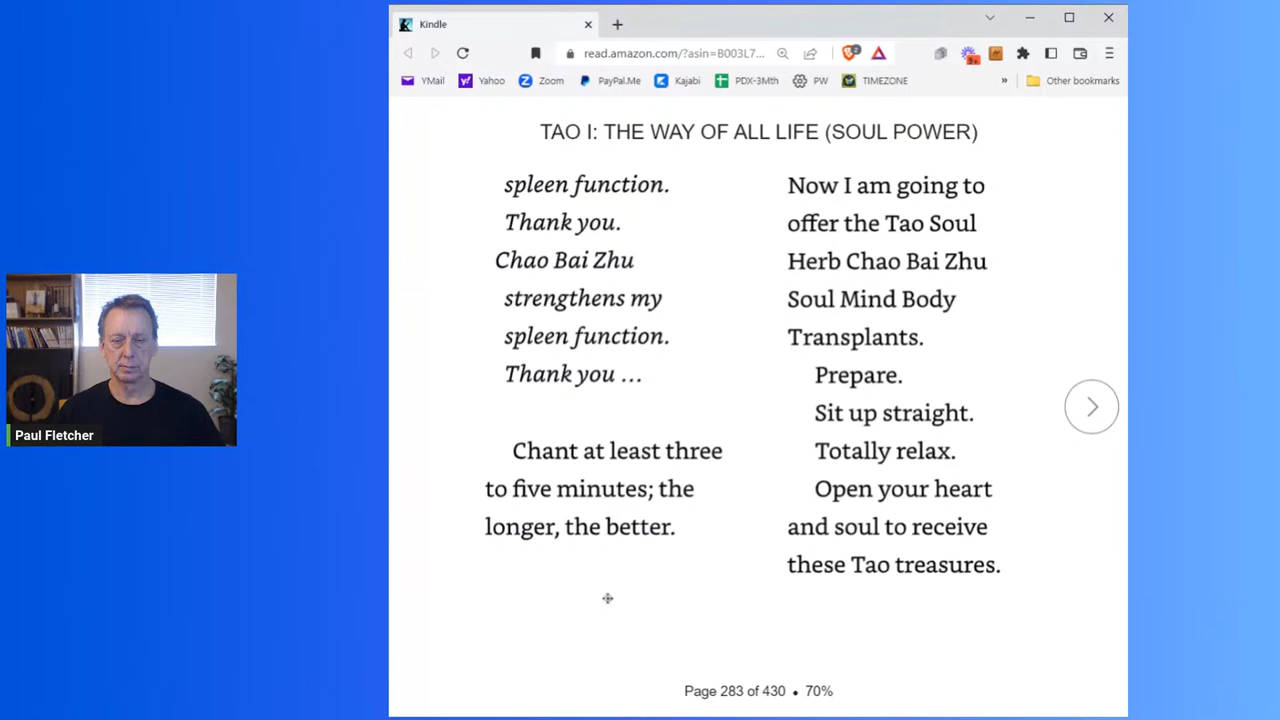 Kindle
read.amazon.com/?asin=B003L7...
2
9+
YMail
Yahoo
Zoom
PayPal.Me
Kajabi
PDX-3Mth
PW
TIMEZONE
»
Other bookmarks
TAO I: THE WAY OF ALL LIFE (SOUL POWER)
spleen function.
Thank you.
Chao Bai Zhu
strengthens my
spleen function.
Thank you …
Chant at least three
to five minutes; the
longer, the better.
Now I am going to
offer the Tao Soul
Herb Chao Bai Zhu
Soul Mind Body
Transplants.
Prepare.
Sit up straight.
Totally relax.
Open your heart
and soul to receive
these Tao treasures.
Page 283 of 430 • 70%
Paul Fletcher